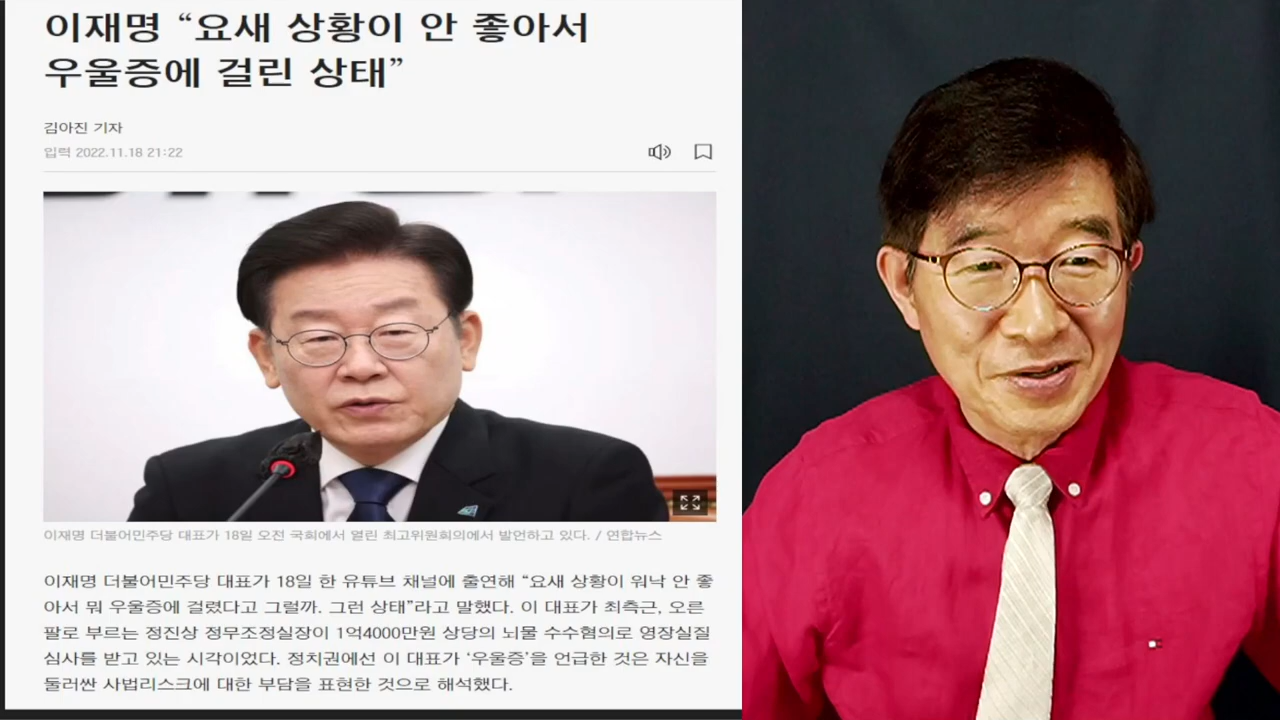 이재명 “요새 상황이 안 좋아서
우울증에 걸린 상태”
김아진 기자
입력 2022.11.18 21:22
이재명 더불어민주당 대표가 18일 오전 국회에서 열린 최고위원회의에서 발언하고 있다. / 연합뉴스
이재명 더불어민주당 대표가 18일 한 유튜브 채널에 출연해 “요새 상황이 워낙 안 좋
아서 뭐 우울증에 걸렸다고 그럴까. 그런 상태”라고 말했다. 이 대표가 최측근, 오른
팔로 부르는 정진상 정무조정실장이 1억4000만원 상당의 뇌물 수수혐의로 영장실질
심사를 받고 있는 시각이었다. 정치권에선 이 대표가 ‘우울증’을 언급한 것은 자신을
둘러싼 사법리스크에 대한 부담을 표현한 것으로 해석했다.